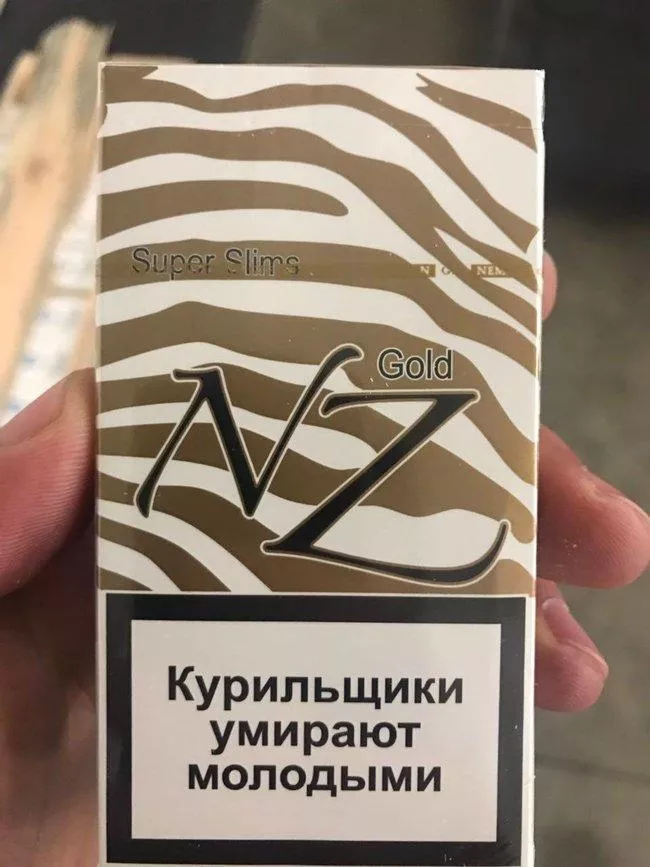 Super Slims
Gold
NZ
Курильщики
умирают
молодыми